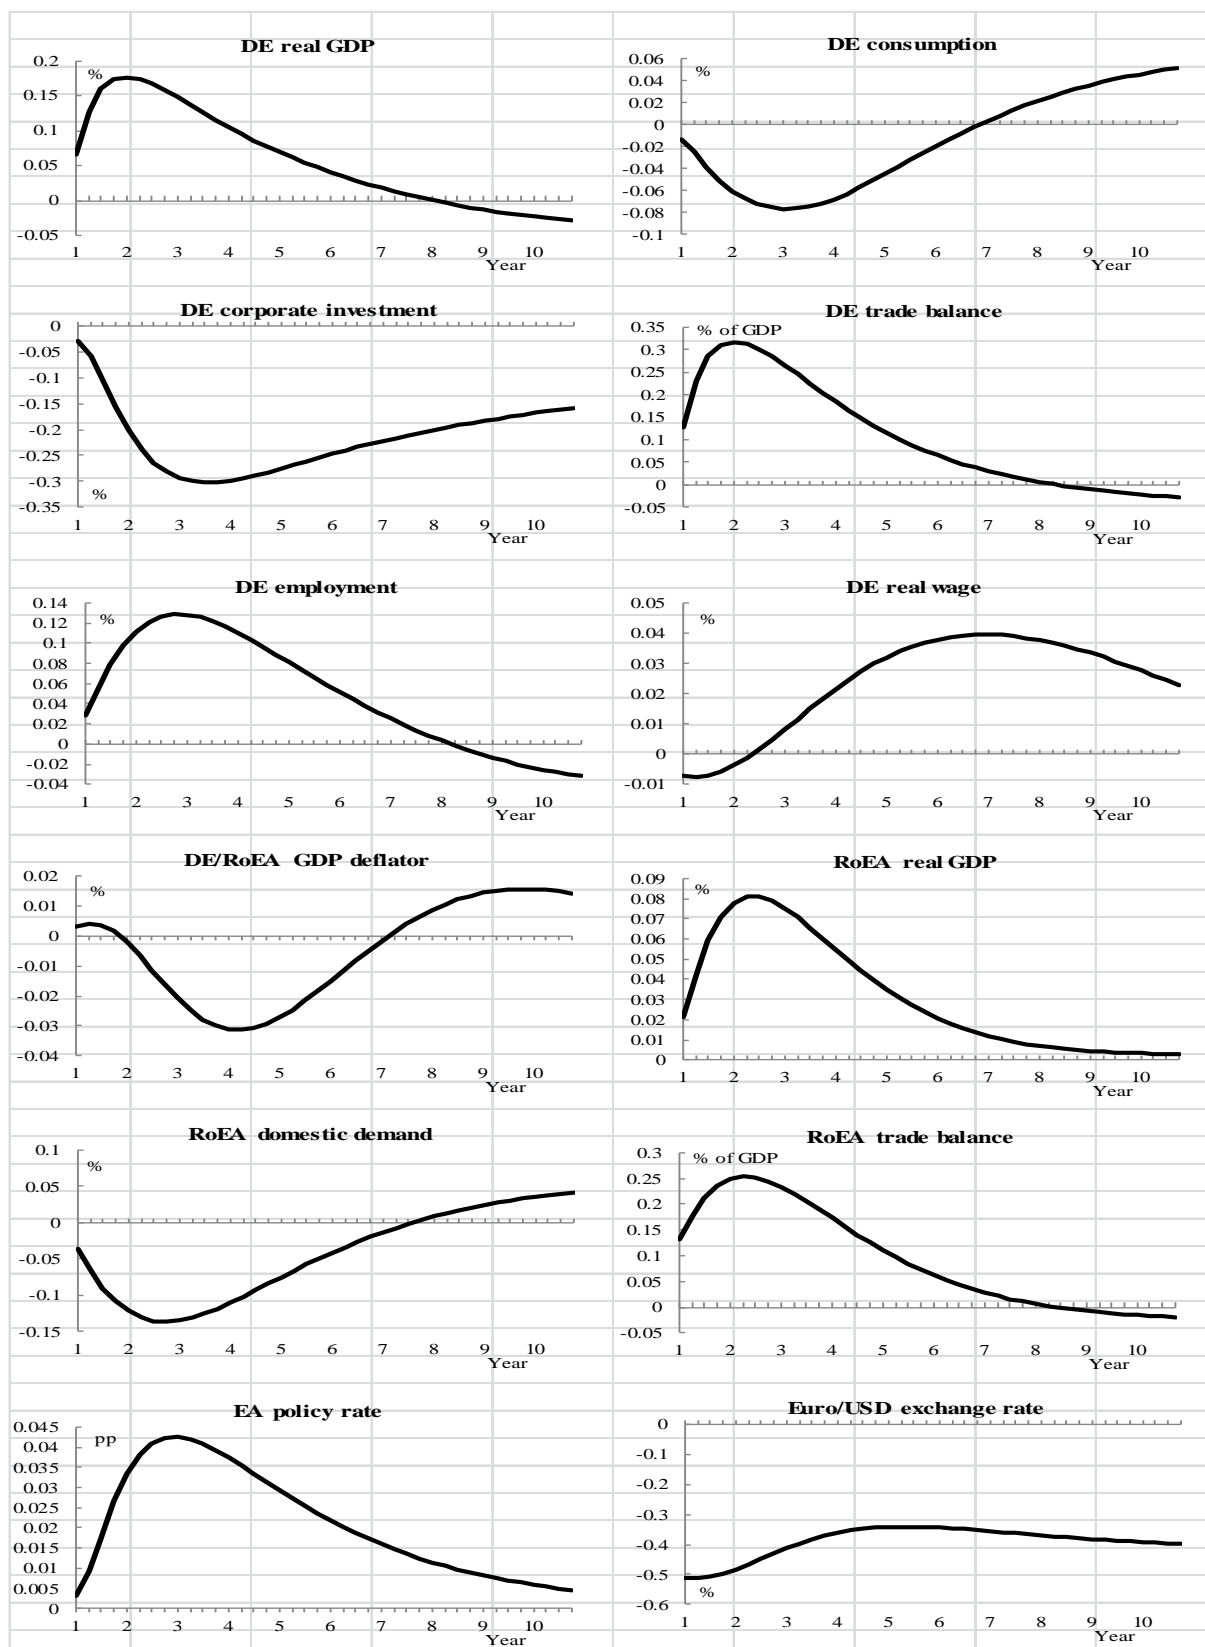 DE real GDP
%
0.2
0.15
0.1
0.05
0
-0.05
1 2 3 4 5 6 7 8 9 10
Year
DE consumption
%
0.06
0.04
0.02
0
-0.02
-0.04
-0.06
-0.08
-0.1
1 2 3 4 5 6 7 8 9 10
Year
DE corporate investment
0
-0.05
-0.1
-0.15
-0.2
-0.25
-0.3
-0.35
%
1 2 3 4 5 6 7 8 9 10
Year
DE trade balance
% of GDP
0.35
0.3
0.25
0.2
0.15
0.1
0.05
0
-0.05
1 2 3 4 5 6 7 8 9 10
Year
DE employment
%
0.14
0.12
0.1
0.08
0.06
0.04
0.02
0
-0.02
-0.04
1 2 3 4 5 6 7 8 9 10
Year
DE real wage
%
0.05
0.04
0.03
0.02
0.01
0
-0.01
1 2 3 4 5 6 7 8 9 10
Year
DE/RoEA GDP deflator
%
0.02
0.01
0
-0.01
-0.02
-0.03
-0.04
1 2 3 4 5 6 7 8 9 10
Year
RoEA real GDP
%
0.09
0.08
0.07
0.06
0.05
0.04
0.03
0.02
0.01
0
1 2 3 4 5 6 7 8 9 10
Year
RoEA domestic demand
%
0.1
0.05
0
-0.05
-0.1
-0.15
1 2 3 4 5 6 7 8 9 10
Year
RoEA trade balance
% of GDP
0.3
0.25
0.2
0.15
0.1
0.05
0
-0.05
1 2 3 4 5 6 7 8 9 10
Year
EA policy rate
pp
0.045
0.04
0.035
0.03
0.025
0.02
0.015
0.01
0.005
0
1 2 3 4 5 6 7 8 9 10
Year
Euro/USD exchange rate
0
-0.1
-0.2
-0.3
-0.4
-0.5
-0.6
%
1 2 3 4 5 6 7 8 9 10
Year